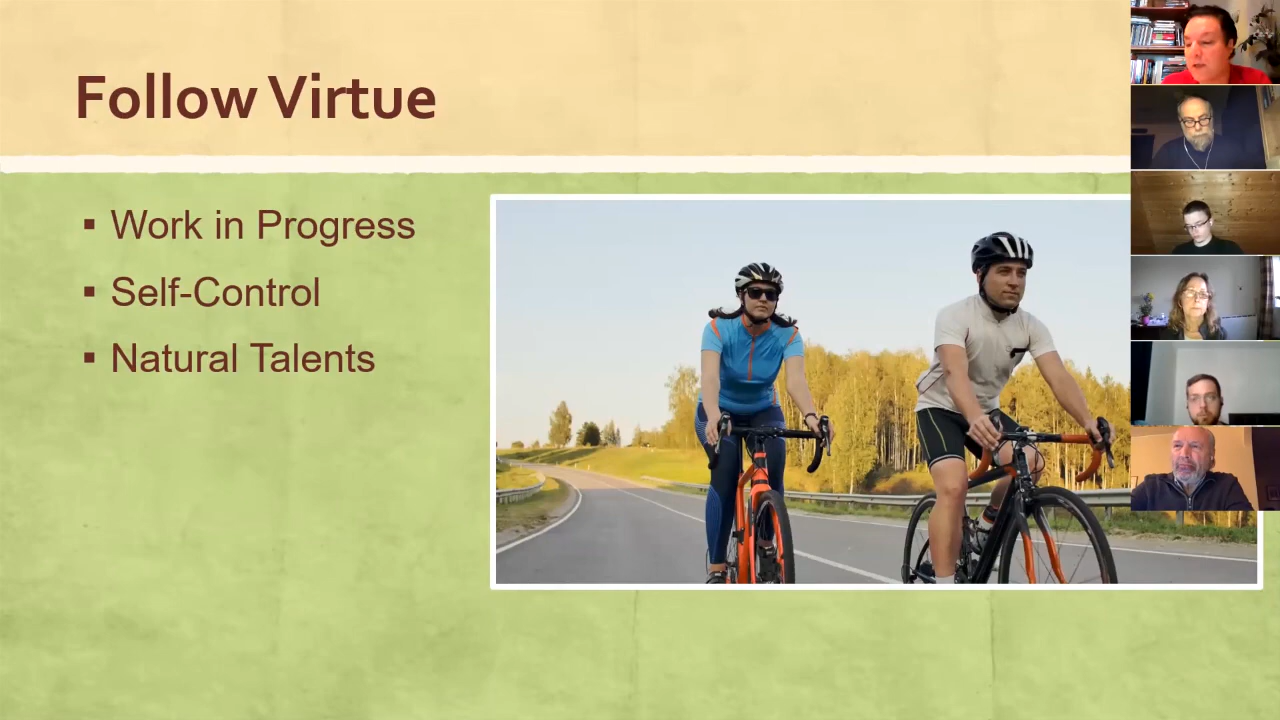 Follow Virtue
▪ Work in Progress
▪ Self-Control
▪ Natural Talents